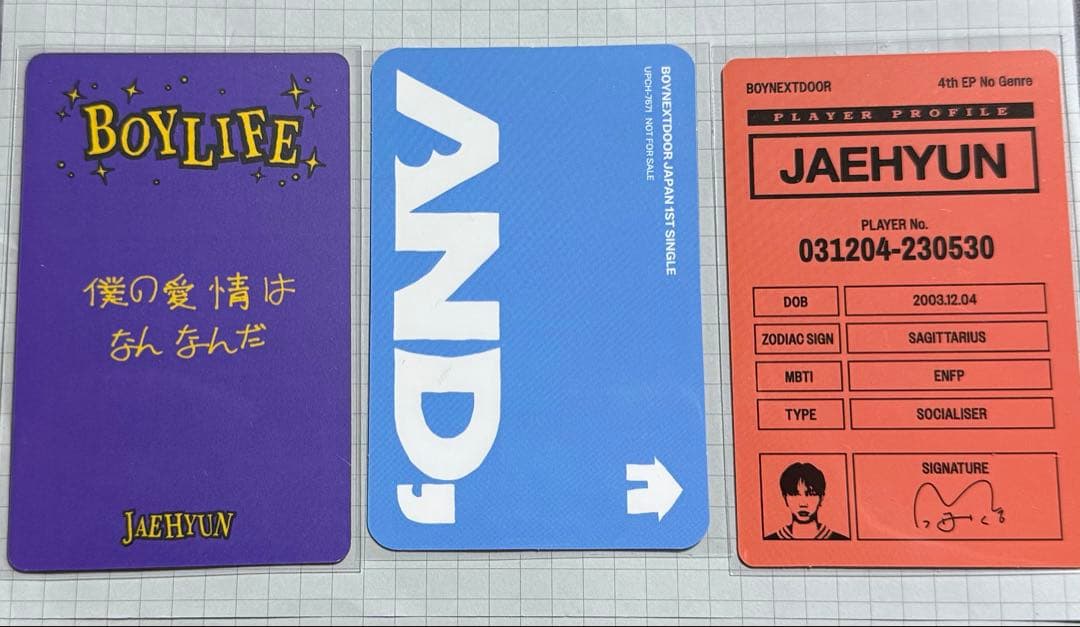 BOYLIFE
僕の愛情は
なんなんだ
JAEHYUN
AND,
BOYNEXTDOOR JAPAN 1ST SINGLE
UPCH-7671 NOT FOR SALE
BOYNEXTDOOR
4th EP No Genre
PLAYER PROFILE
JAEHYUN
PLAYER No.
031204-230530
DOB 2003.12.04
ZODIAC SIGN SAGITTARIUS
MBTI ENFP
TYPE SOCIALISER
SIGNATURE